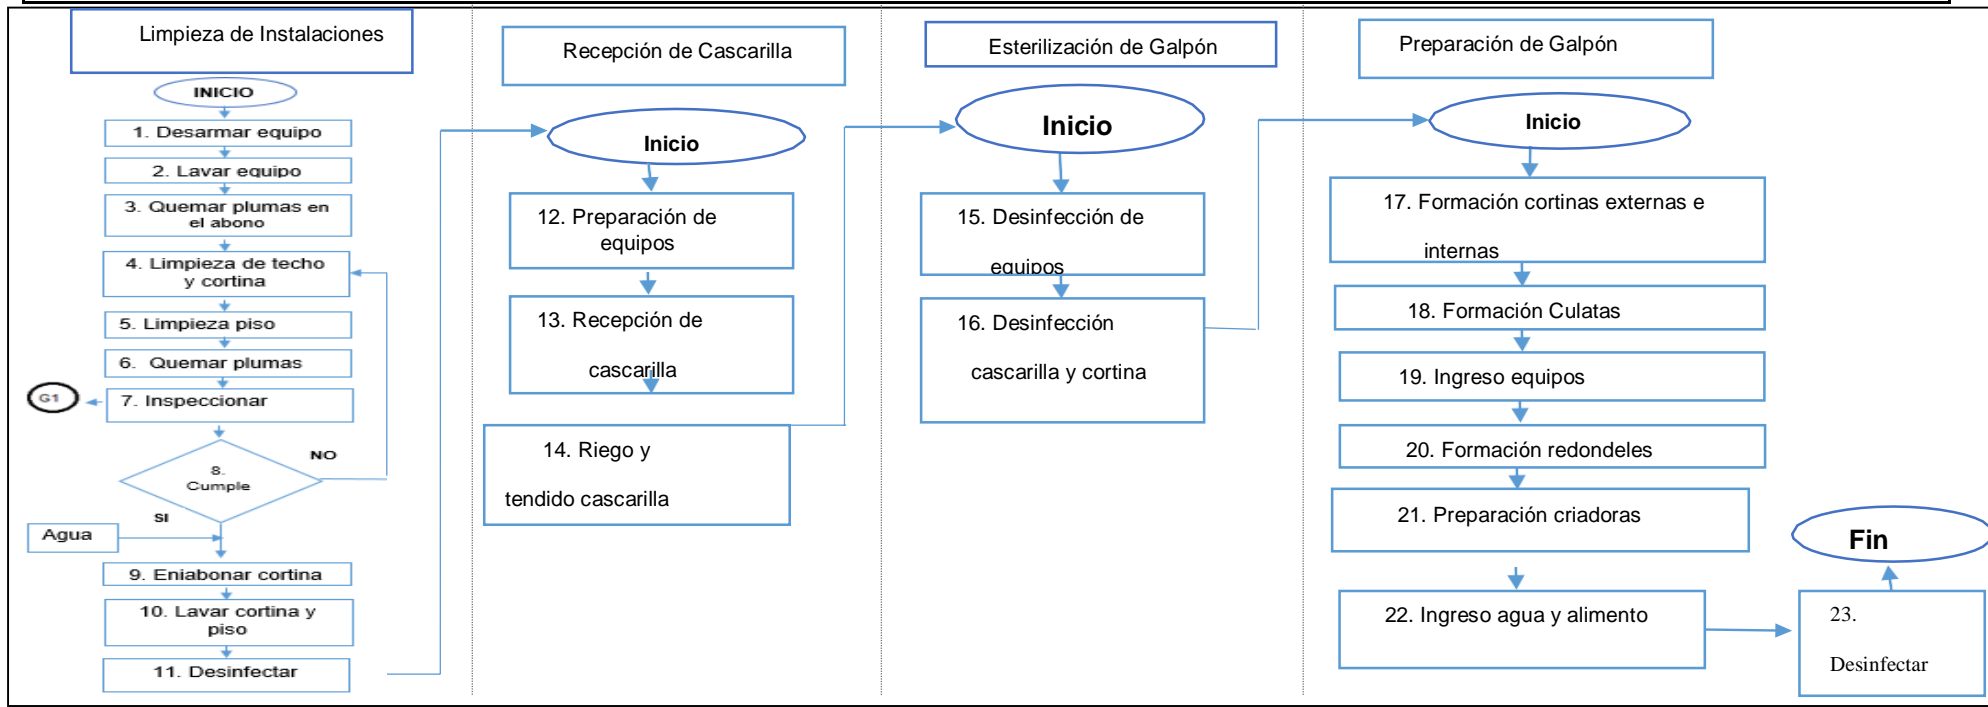 Limpieza de Instalaciones
INICIO
1. Desarmar equipo
2. Lavar equipo
3. Quemar plumas en
el abono
4. Limpieza de techo
y cortina
5. Limpieza piso
6. Quemar plumas
G1
7. Inspeccionar
NO
8.
Cumple
SI
Agua
9. Eniabonar cortina
10. Lavar cortina y
piso
11. Desinfectar
Recepción de Cascarilla
Inicio
12. Preparación de
equipos
13. Recepción de
cascarilla
14. Riego y
tendido cascarilla
Esterilización de Galpón
Inicio
15. Desinfección de
equipos
16. Desinfección
cascarilla y cortina
Preparación de Galpón
Inicio
17. Formación cortinas externas e
internas
18. Formación Culatas
19. Ingreso equipos
20. Formación redondeles
21. Preparación criadoras
22. Ingreso agua y alimento
23.
Desinfectar
Fin